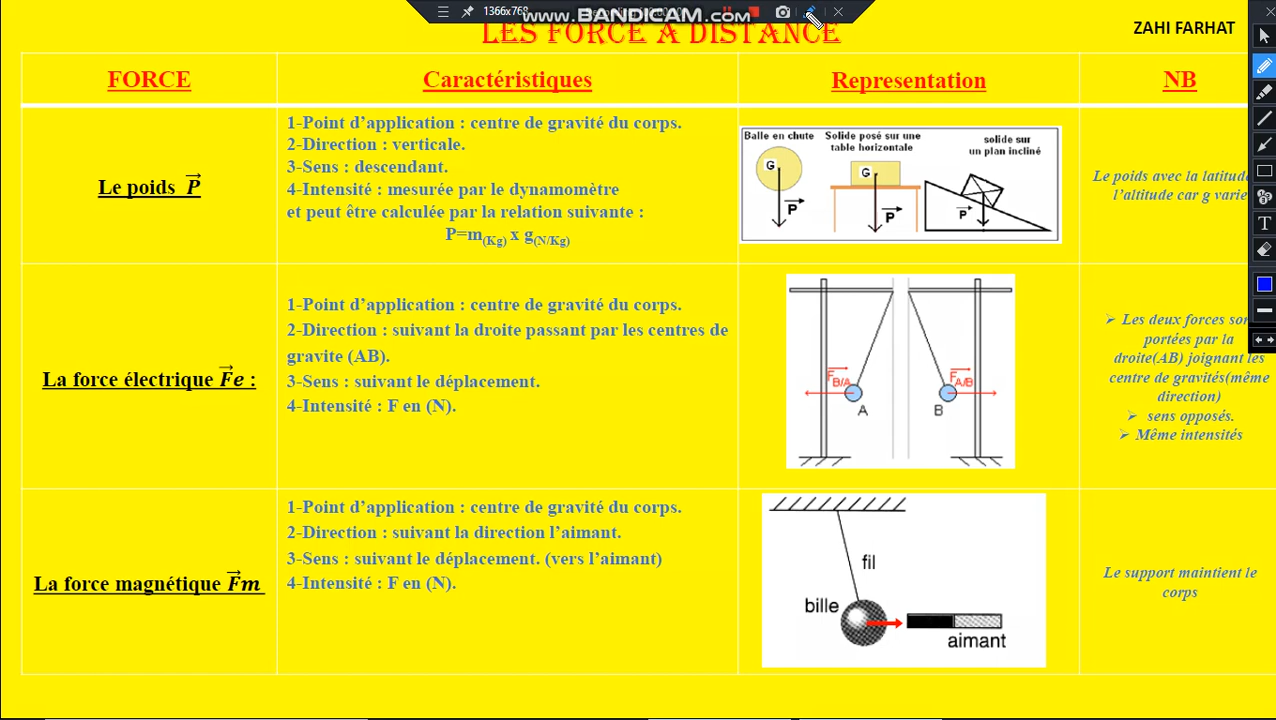 1366x768
www.BANDICAM.com
LES FORCE A DISTANCE
ZAHI FARHAT
FORCE
Caractéristiques
Representation
NB
Le poids P
1-Point d’application : centre de gravité du corps.
2-Direction : verticale.
3-Sens : descendant.
4-Intensité : mesurée par le dynamomètre
et peut être calculée par la relation suivante :
P=m(Kg) x g(N/Kg)
Balle en chute
G
P
Solide posé sur une
table horizontale
G
P
solide sur
un plan incliné
P
Le poids avec la latitude
l’altitude car g varie
La force électrique Fe :
1-Point d’application : centre de gravité du corps.
2-Direction : suivant la droite passant par les centres de
gravite (AB).
3-Sens : suivant le déplacement.
4-Intensité : F en (N).
F B/A
F A/B
A
B
Les deux forces
portées par la
droite(AB) joignant les
centre de gravités(même
direction)
sens opposés.
Même intensités
La force magnétique Fm
1-Point d’application : centre de gravité du corps.
2-Direction : suivant la direction l’aimant.
3-Sens : suivant le déplacement. (vers l’aimant)
4-Intensité : F en (N).
fil
bille
aimant
Le support maintient le
corps